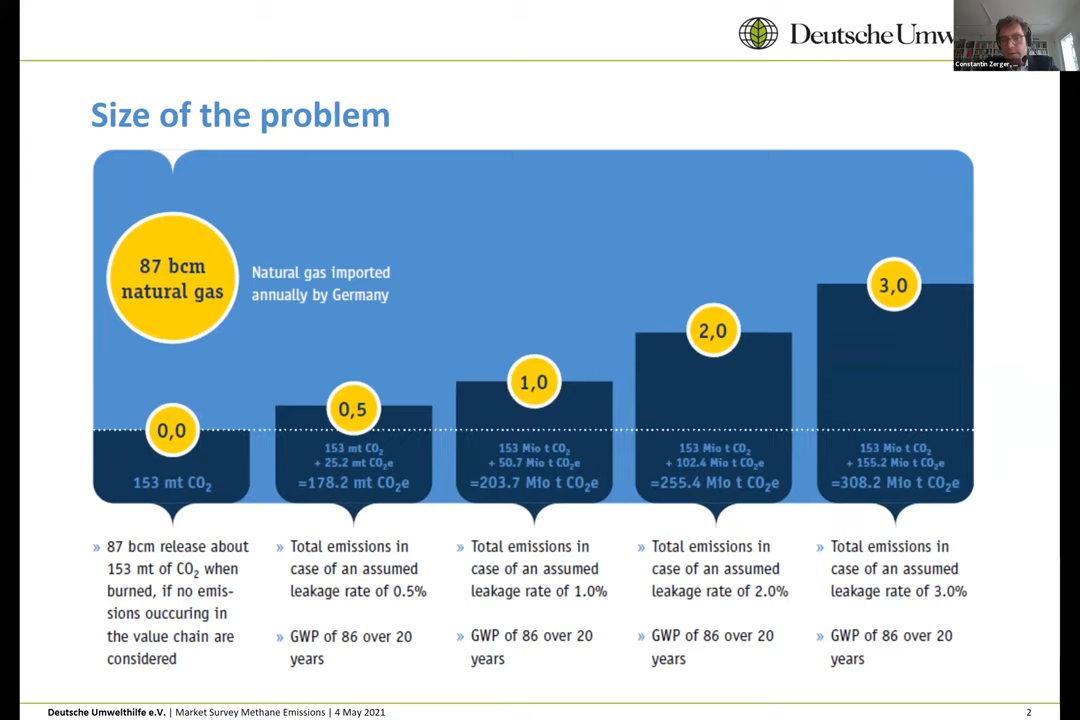 Deutsche Umw
Constantin Zerger, ...
Size of the problem
87 bcm
natural gas
Natural gas imported
annually by Germany
0,0
0,5
1,0
2,0
3,0
153 mt CO₂
153 mt CO₂
+ 25.2 mt CO₂e
=178.2 mt CO₂e
153 Mio t CO₂
+ 50.7 Mio t CO₂e
=203.7 Mio t CO₂e
153 Mio t CO₂
+ 102.4 Mio t CO₂e
=255.4 Mio t CO₂e
153 Mio t CO₂
+ 155.2 Mio t CO₂e
=308.2 Mio t CO₂e
» 87 bcm release about
153 mt of CO₂ when
burned, if no emis-
sions ouccuring in
the value chain are
considered
» Total emissions in
case of an assumed
leakage rate of 0.5%
» GWP of 86 over 20
years
» Total emissions in
case of an assumed
leakage rate of 1.0%
» GWP of 86 over 20
years
» Total emissions in
case of an assumed
leakage rate of 2.0%
» GWP of 86 over 20
years
» Total emissions in
case of an assumed
leakage rate of 3.0%
» GWP of 86 over 20
years
Deutsche Umwelthilfe e.V. | Market Survey Methane Emissions | 4 May 2021
2